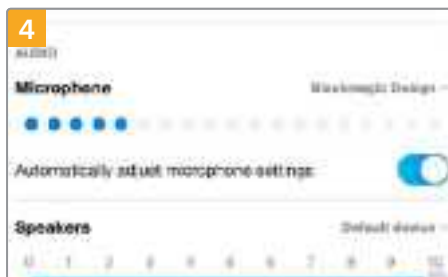 4
AUDIO
Microphone Blackmagic Design
Automatically adjust microphone settings
Speakers Default device
0 1 2 3 4 5 6 7 8 9 10